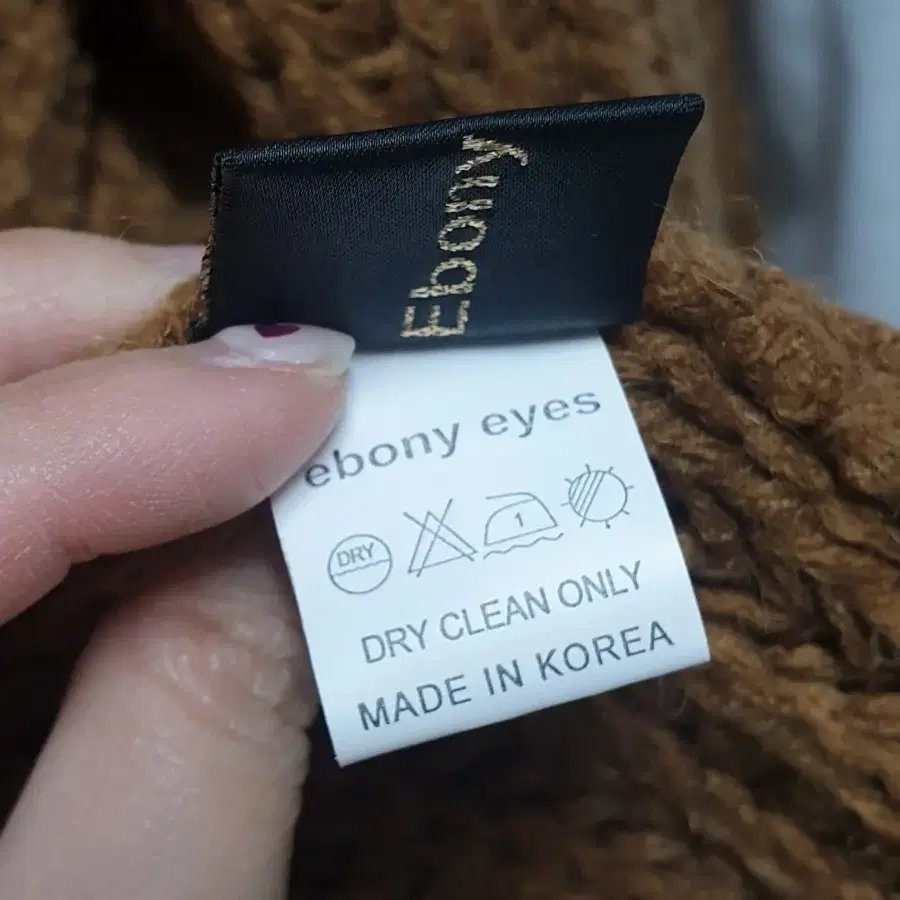 Ebony
ebony eyes
DRY
1
DRY CLEAN ONLY
MADE IN KOREA